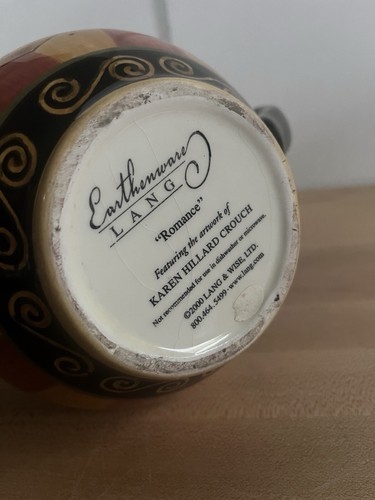 Earthenware
LANG
"Romance"
Featuring the artwork of
KAREN HILLARD CROUCH
Not recommended for use in dishwasher or microwave.
©2000 LANG & WISE, LTD.
800.464.5499 · www.lang.com